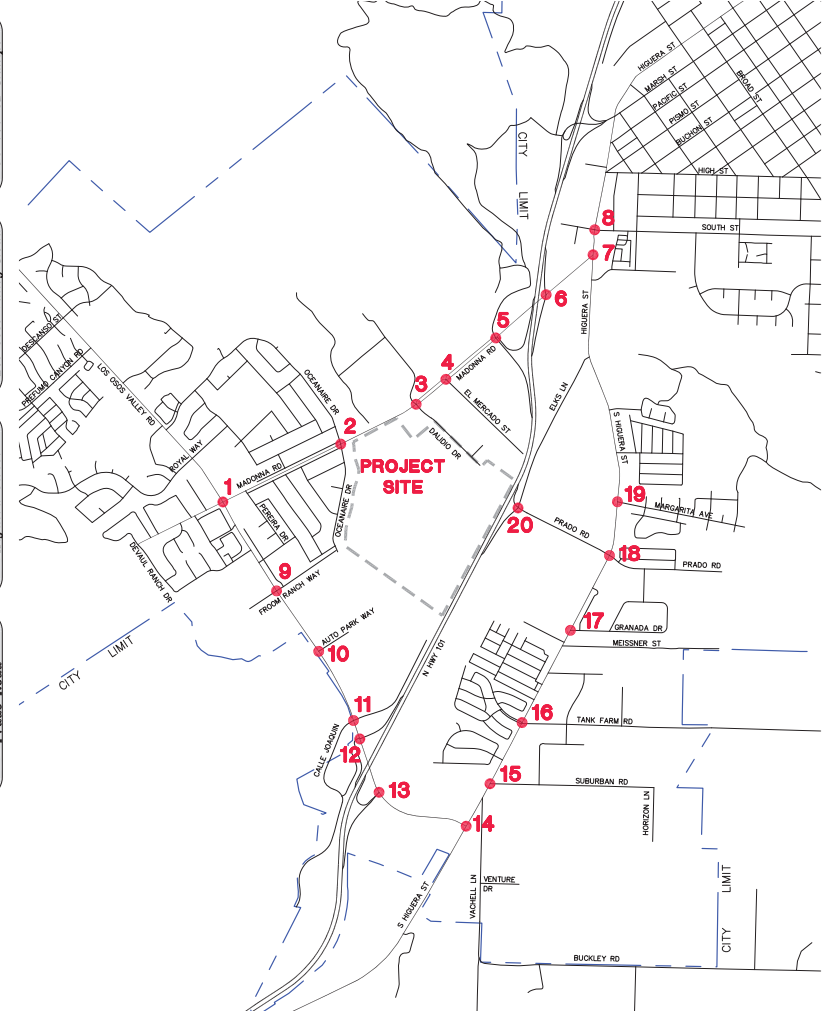 HIGUERA ST
MARSH ST
PACIFIC ST
BROAD ST
PISMO ST
BUCHON ST
CITY
LIMIT
HIGH ST
8
SOUTH ST
7
6
HIGUERA ST
5
DESCANSO ST
PREFUMO CANYON RD
LOS OSOS VALLEY RD
OCEANAIRE DR
4
MADONNA RD
3
ELKS LN
EL MERCADO ST
2
S HIGUERA ST
DALIDIO DR
ROYAL WAY
PROJECT
SITE
MADONNA RD
1
OCEANAIRE DR
PEREIRA DR
19
MARGARITA AVE
20
PRADO RD
DEVAUL RANCH DR
18
PRADO RD
9
FROOM RANCH WAY
17
GRANADA DR
AUTO PARK WAY
MEISSNER ST
10
N HWY 101
CITY
LIMIT
11
16
TANK FARM RD
CALLE JOAQUIN
12
15
SUBURBAN RD
13
HORIZON LN
14
VENTURE
DR
VACHELL LN
S HIGUERA ST
LIMIT
CITY
BUCKLEY RD